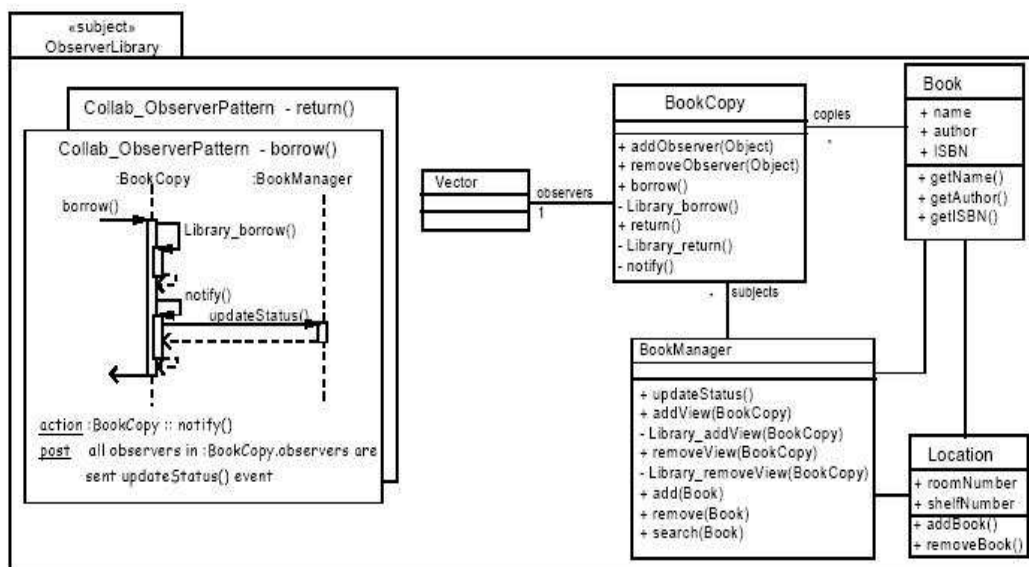 «subject»
ObserverLibrary
Collab_ObserverPattern - return()
Collab_ObserverPattern - borrow()
:BookCopy
:BookManager
borrow()
Library_borrow()
notify()
updateStatus()
action :BookCopy :: notify()
post all observers in :BookCopy.observers are
sent updateStatus() event
Vector
observers
1
BookCopy
+ addObserver(Object)
+ removeObserver(Object)
+ borrow()
- Library_borrow()
+ return()
- Library_return()
- notify()
copies
*
Book
+ name
+ author
+ ISBN
+ getName()
+ getAuthor()
+ getISBN()
* subjects
BookManager
+ updateStatus()
+ addView(BookCopy)
- Library_addView(BookCopy)
+ removeView(BookCopy)
- Library_removeView(BookCopy)
+ add(Book)
+ remove(Book)
+ search(Book)
Location
+ roomNumber
+ shelfNumber
+ addBook()
+ removeBook()